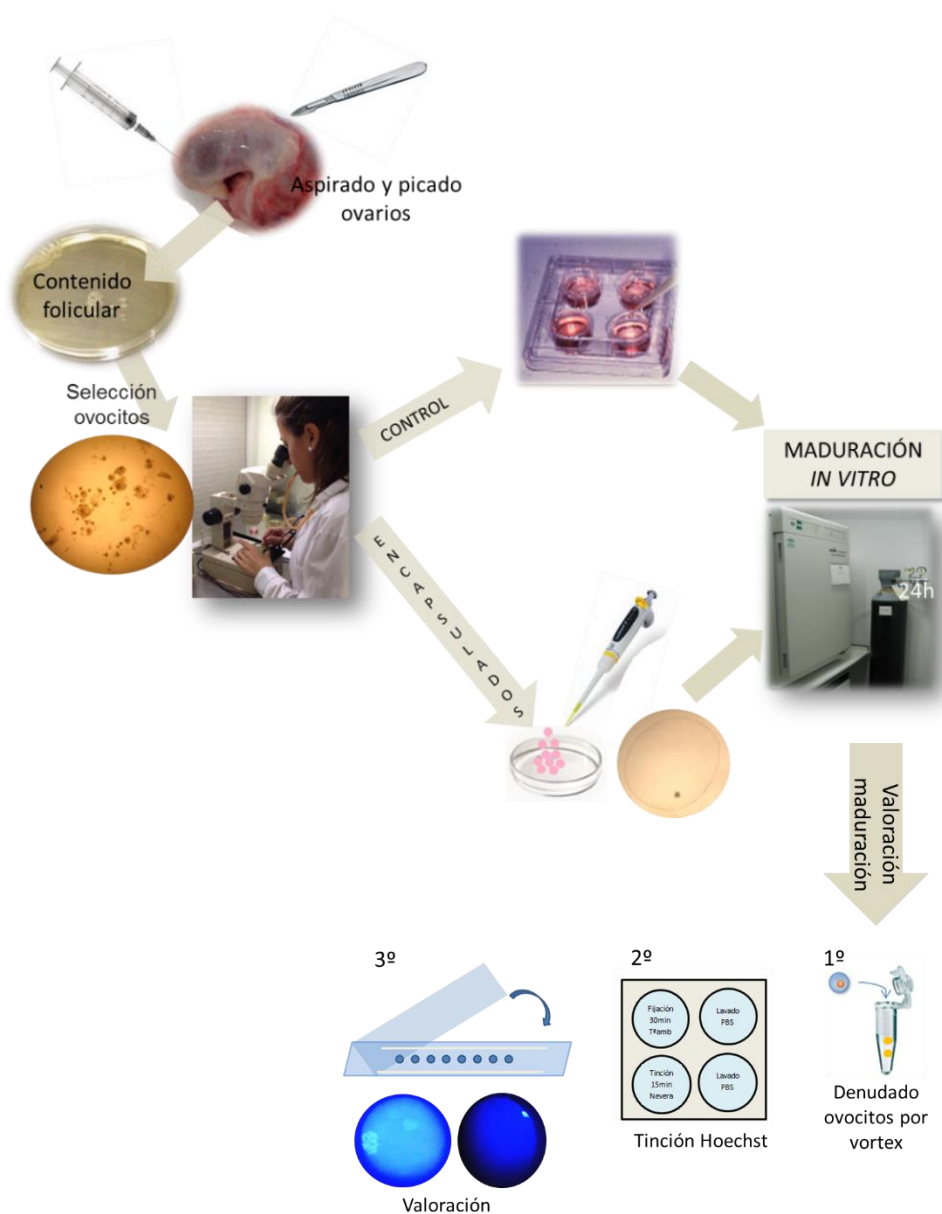 Aspirado y picado
ovarios
Contenido
folicular
Selección
ovocitos
CONTROL
ENCAPSULADOS
MADURACIÓN
IN VITRO
24h
Valoración
maduración
3º
2º
1º
Fijación
30min
TªAmb
Lavado
PBS
Tinción
15min
Nevera
Lavado
PBS
Denudado
ovocitos por
vortex
Tinción Hoechst
Valoración